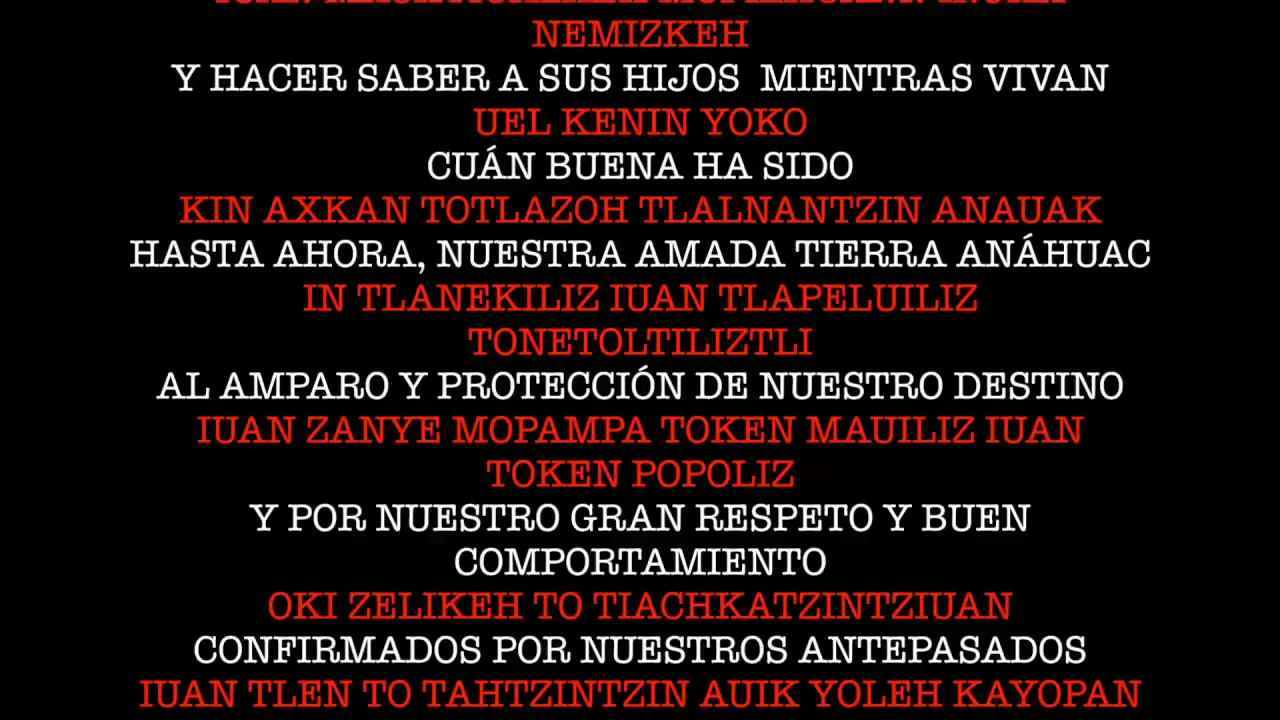 NEMIZKEH
Y HACER SABER A SUS HIJOS MIENTRAS VIVAN
UEL KENIN YOKO
CUÁN BUENA HA SIDO
KIN AXKAN TOTLAZOH TLALNANTZIN ANAUAK
HASTA AHORA, NUESTRA AMADA TIERRA ANÁHUAC
IN TLANEKILIZ IUAN TLAPELUILIZ
TONETOLTILIZTLI
AL AMPARO Y PROTECCIÓN DE NUESTRO DESTINO
IUAN ZANYE MOPAMPA TOKEN MAUILIZ IUAN
TOKEN POPOLIZ
Y POR NUESTRO GRAN RESPETO Y BUEN
COMPORTAMIENTO
OKI ZELIKEH TO TIACHKATZINTZIUAN
CONFIRMADOS POR NUESTROS ANTEPASADOS
IUAN TLEN TO TAHTZINTZIN AUIK YOLEH KAYOPAN